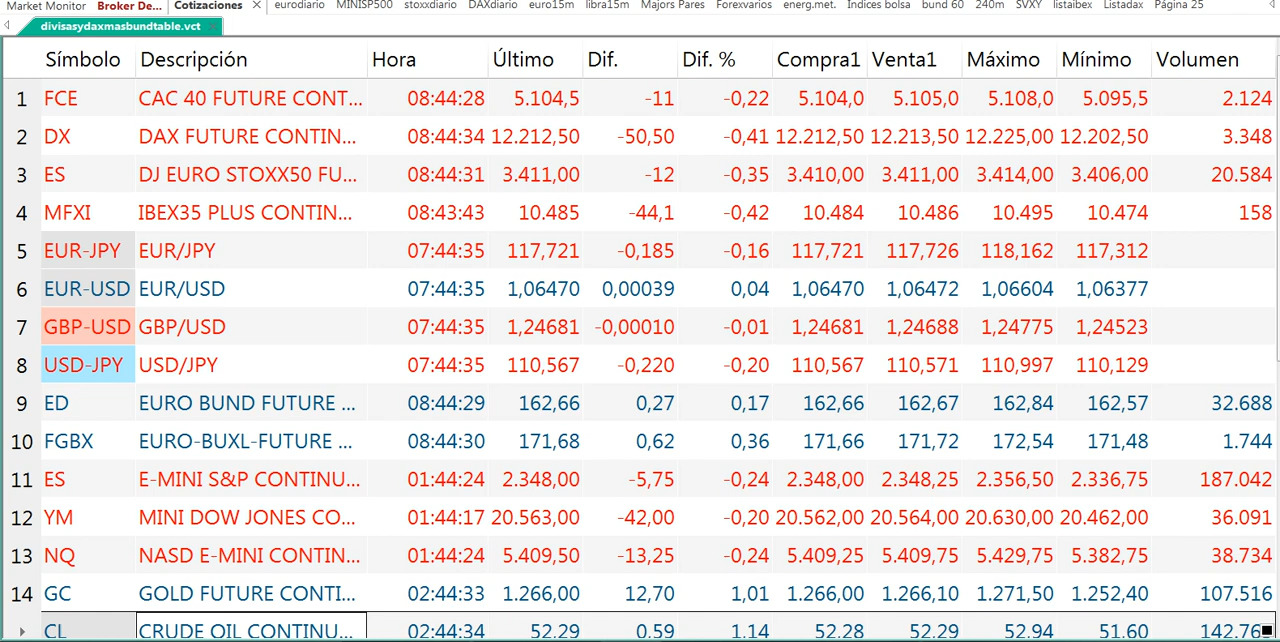 Market Monitor Broker De... Cotizaciones eurodiario MINISP500 stoxxdiario DAXdiario euro15m libra15m Majors Pares Forexvarios energ.met. Indices bolsa bund 60 240m SVXY listaibex Listadax Página 25
divisasydaxmasbundtable.vct
Símbolo Descripción Hora Último Dif. Dif. % Compra1 Venta1 Máximo Mínimo Volumen
1 FCE CAC 40 FUTURE CONT... 08:44:28 5.104,5 -11 -0,22 5.104,0 5.105,0 5.108,0 5.095,5 2.124
2 DX DAX FUTURE CONTIN... 08:44:34 12.212,50 -50,50 -0,41 12.212,50 12.213,50 12.225,00 12.202,50 3.348
3 ES DJ EURO STOXX50 FU... 08:44:31 3.411,00 -12 -0,35 3.410,00 3.411,00 3.414,00 3.406,00 20.584
4 MFXI IBEX35 PLUS CONTIN... 08:43:43 10.485 -44,1 -0,42 10.484 10.486 10.495 10.474 158
5 EUR-JPY EUR/JPY 07:44:35 117,721 -0,185 -0,16 117,721 117,726 118,162 117,312
6 EUR-USD EUR/USD 07:44:35 1,06470 0,00039 0,04 1,06470 1,06472 1,06604 1,06377
7 GBP-USD GBP/USD 07:44:35 1,24681 -0,00010 -0,01 1,24681 1,24688 1,24775 1,24523
8 USD-JPY USD/JPY 07:44:35 110,567 -0,220 -0,20 110,567 110,571 110,997 110,129
9 ED EURO BUND FUTURE ... 08:44:29 162,66 0,27 0,17 162,66 162,67 162,84 162,57 32.688
10 FGBX EURO-BUXL-FUTURE ... 08:44:30 171,68 0,62 0,36 171,66 171,72 172,54 171,48 1.744
11 ES E-MINI S&P CONTINU... 01:44:24 2.348,00 -5,75 -0,24 2.348,00 2.348,25 2.356,50 2.336,75 187.042
12 YM MINI DOW JONES CO... 01:44:17 20.563,00 -42,00 -0,20 20.562,00 20.564,00 20.630,00 20.462,00 36.091
13 NQ NASD E-MINI CONTIN... 01:44:24 5.409,50 -13,25 -0,24 5.409,25 5.409,75 5.429,75 5.382,75 38.734
14 GC GOLD FUTURE CONTI... 02:44:33 1.266,00 12,70 1,01 1.266,00 1.266,10 1.271,50 1.252,40 107.516
CL CRUDE OIL CONTINU... 02:44:34 52,29 0,59 1,14 52,28 52,29 52,94 51,60